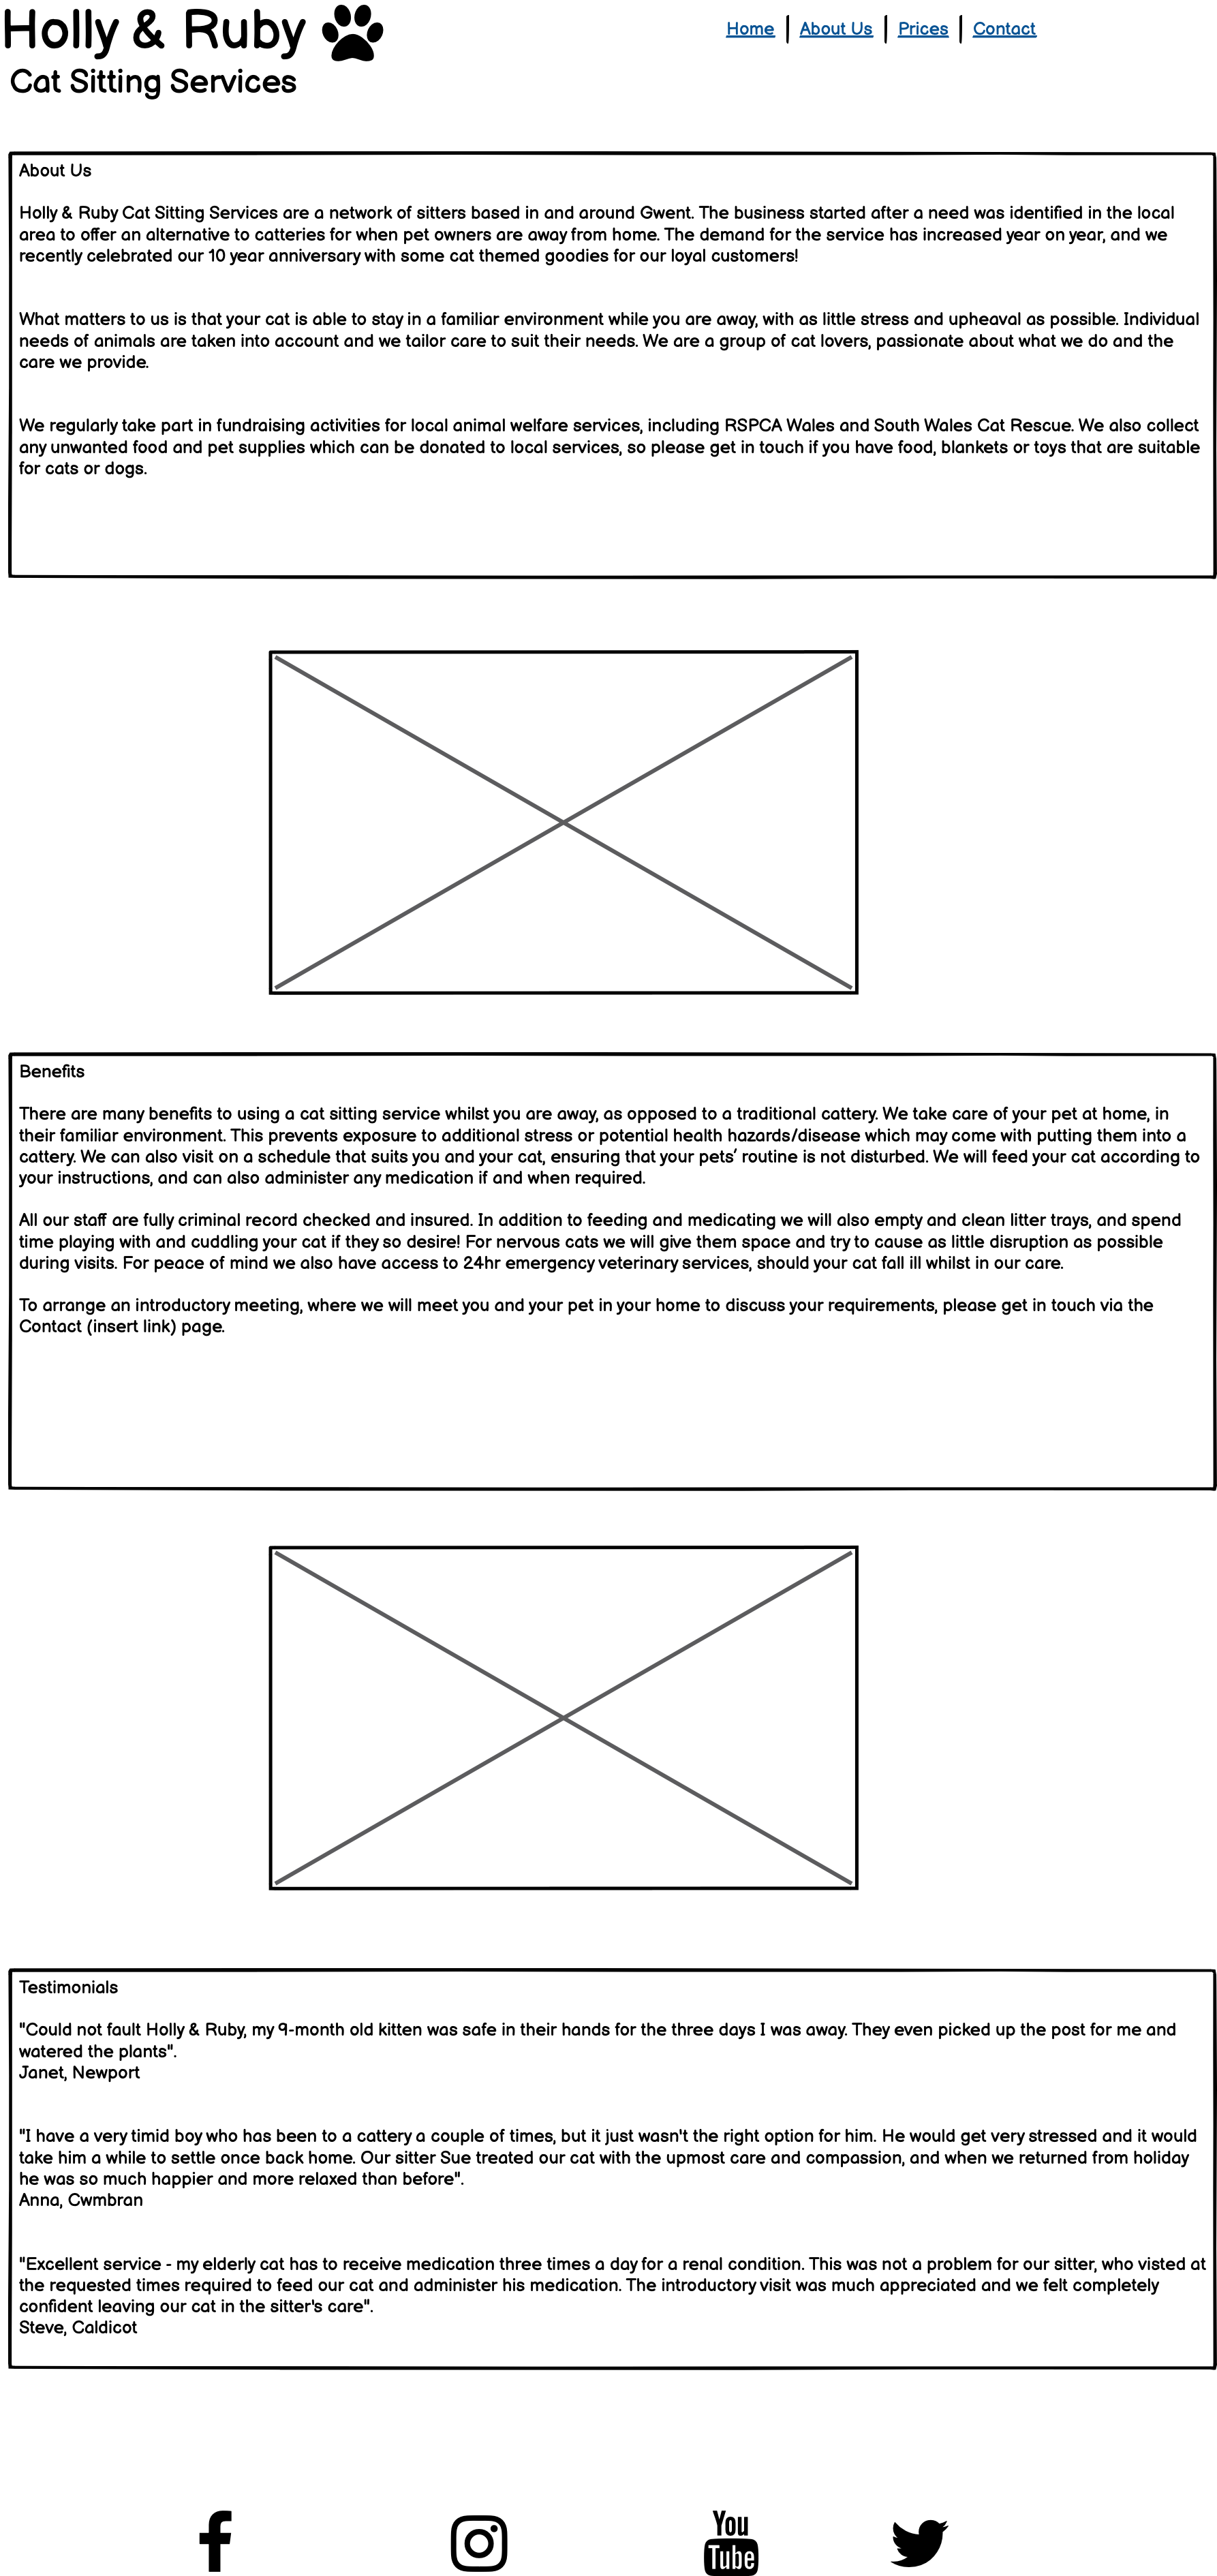 Holly & Ruby
Cat Sitting Services
Home | About Us | Prices | Contact
About Us
Holly & Ruby Cat Sitting Services are a network of sitters based in and around Gwent. The business started after a need was identified in the local
area to offer an alternative to catteries for when pet owners are away from home. The demand for the service has increased year on year, and we
recently celebrated our 10 year anniversary with some cat themed goodies for our loyal customers!
What matters to us is that your cat is able to stay in a familiar environment while you are away, with as little stress and upheaval as possible. Individual
needs of animals are taken into account and we tailor care to suit their needs. We are a group of cat lovers, passionate about what we do and the
care we provide.
We regularly take part in fundraising activities for local animal welfare services, including RSPCA Wales and South Wales Cat Rescue. We also collect
any unwanted food and pet supplies which can be donated to local services, so please get in touch if you have food, blankets or toys that are suitable
for cats or dogs.
Benefits
There are many benefits to using a cat sitting service whilst you are away, as opposed to a traditional cattery. We take care of your pet at home, in
their familiar environment. This prevents exposure to additional stress or potential health hazards/disease which may come with putting them into a
cattery. We can also visit on a schedule that suits you and your cat, ensuring that your pets’ routine is not disturbed. We will feed your cat according to
your instructions, and can also administer any medication if and when required.
All our staff are fully criminal record checked and insured. In addition to feeding and medicating we will also empty and clean litter trays, and spend
time playing with and cuddling your cat if they so desire! For nervous cats we will give them space and try to cause as little disruption as possible
during visits. For peace of mind we also have access to 24hr emergency veterinary services, should your cat fall ill whilst in our care.
To arrange an introductory meeting, where we will meet you and your pet in your home to discuss your requirements, please get in touch via the
Contact (insert link) page.
Testimonials
"Could not fault Holly & Ruby, my 9-month old kitten was safe in their hands for the three days I was away. They even picked up the post for me and
watered the plants".
Janet, Newport
"I have a very timid boy who has been to a cattery a couple of times, but it just wasn't the right option for him. He would get very stressed and it would
take him a while to settle once back home. Our sitter Sue treated our cat with the upmost care and compassion, and when we returned from holiday
he was so much happier and more relaxed than before".
Anna, Cwmbran
"Excellent service - my elderly cat has to receive medication three times a day for a renal condition. This was not a problem for our sitter, who visted at
the requested times required to feed our cat and administer his medication. The introductory visit was much appreciated and we felt completely
confident leaving our cat in the sitter's care".
Steve, Caldicot
You
Tube